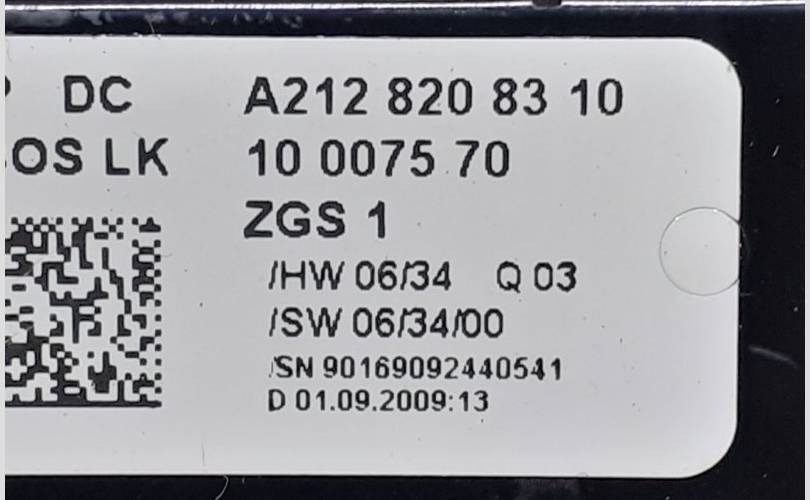 DC A212 820 83 10
OS LK 10 0075 70
ZGS 1
/HW 06/34 Q 03
/SW 06/34/00
/SN 90169092440541
D 01.09.2009:13